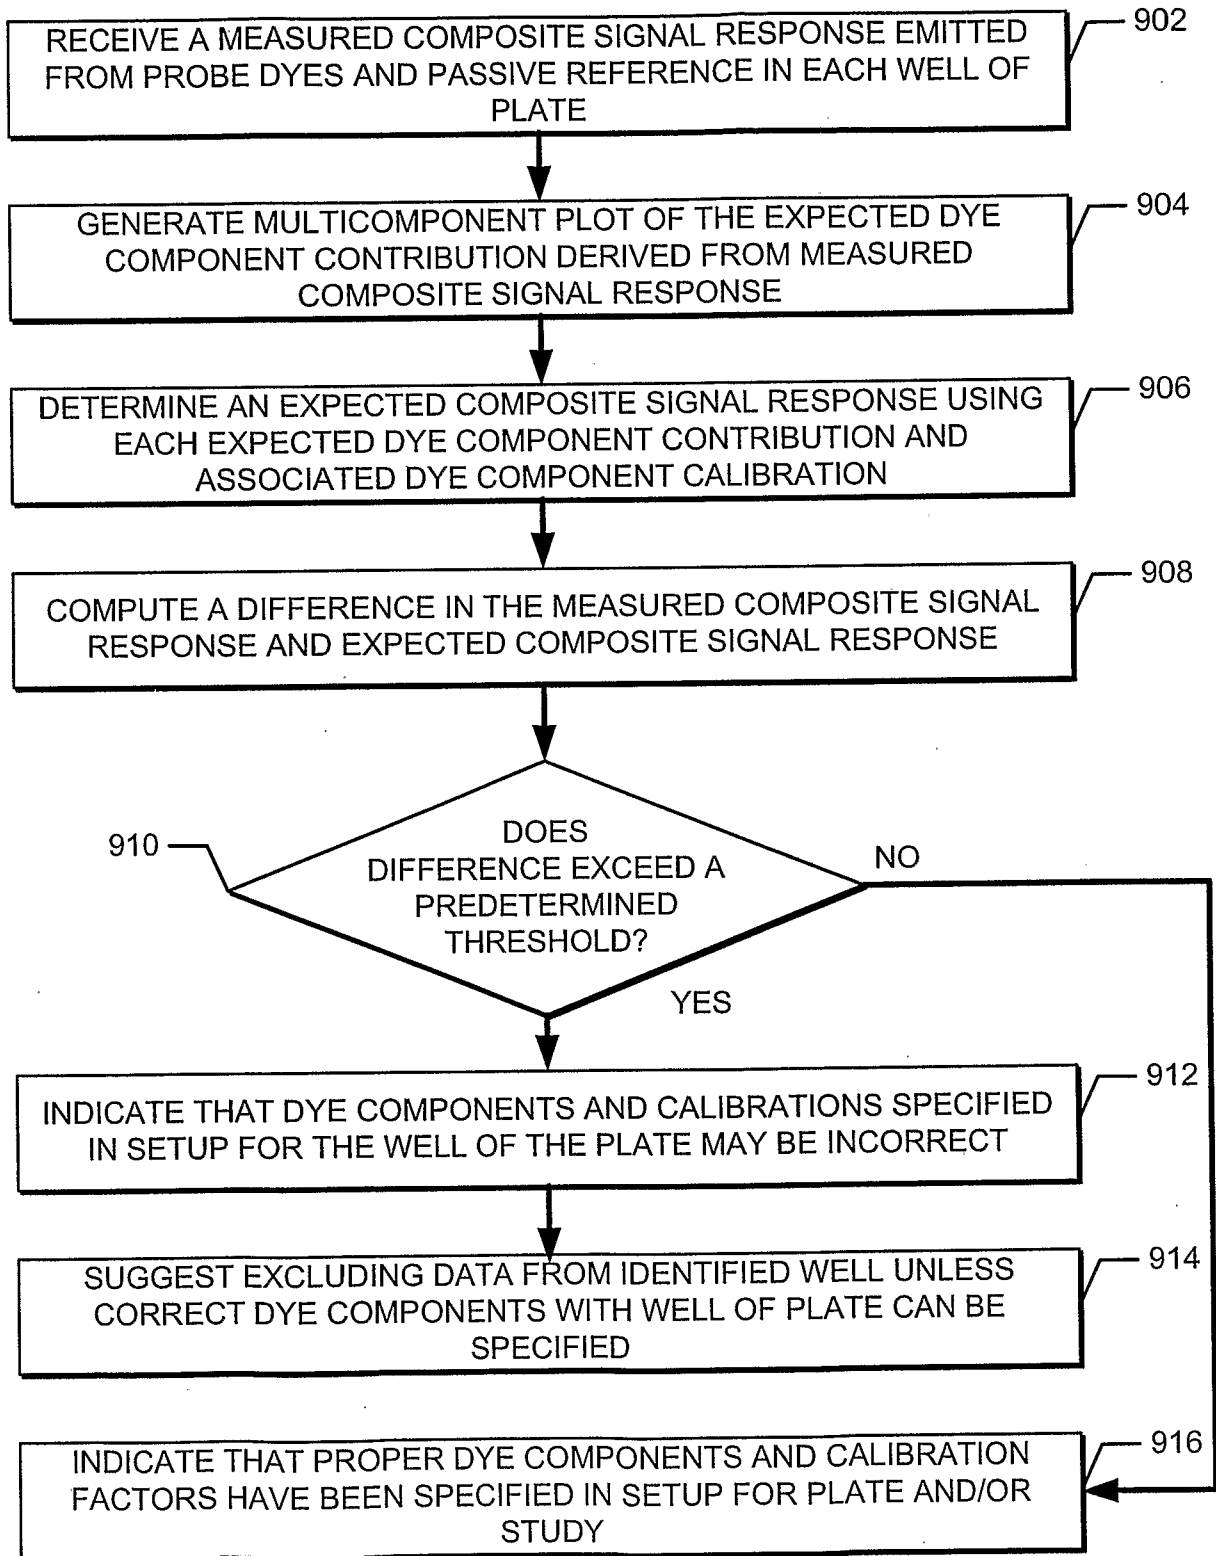 RECEIVE A MEASURED COMPOSITE SIGNAL RESPONSE EMITTED
FROM PROBE DYES AND PASSIVE REFERENCE IN EACH WELL OF
PLATE
902
GENERATE MULTICOMPONENT PLOT OF THE EXPECTED DYE
COMPONENT CONTRIBUTION DERIVED FROM MEASURED
COMPOSITE SIGNAL RESPONSE
904
DETERMINE AN EXPECTED COMPOSITE SIGNAL RESPONSE USING
EACH EXPECTED DYE COMPONENT CONTRIBUTION AND
ASSOCIATED DYE COMPONENT CALIBRATION
906
COMPUTE A DIFFERENCE IN THE MEASURED COMPOSITE SIGNAL
RESPONSE AND EXPECTED COMPOSITE SIGNAL RESPONSE
908
910
DOES
DIFFERENCE EXCEED A
PREDETERMINED
THRESHOLD?
NO
YES
INDICATE THAT DYE COMPONENTS AND CALIBRATIONS SPECIFIED
IN SETUP FOR THE WELL OF THE PLATE MAY BE INCORRECT
912
SUGGEST EXCLUDING DATA FROM IDENTIFIED WELL UNLESS
CORRECT DYE COMPONENTS WITH WELL OF PLATE CAN BE
SPECIFIED
914
INDICATE THAT PROPER DYE COMPONENTS AND CALIBRATION
FACTORS HAVE BEEN SPECIFIED IN SETUP FOR PLATE AND/OR
STUDY
916